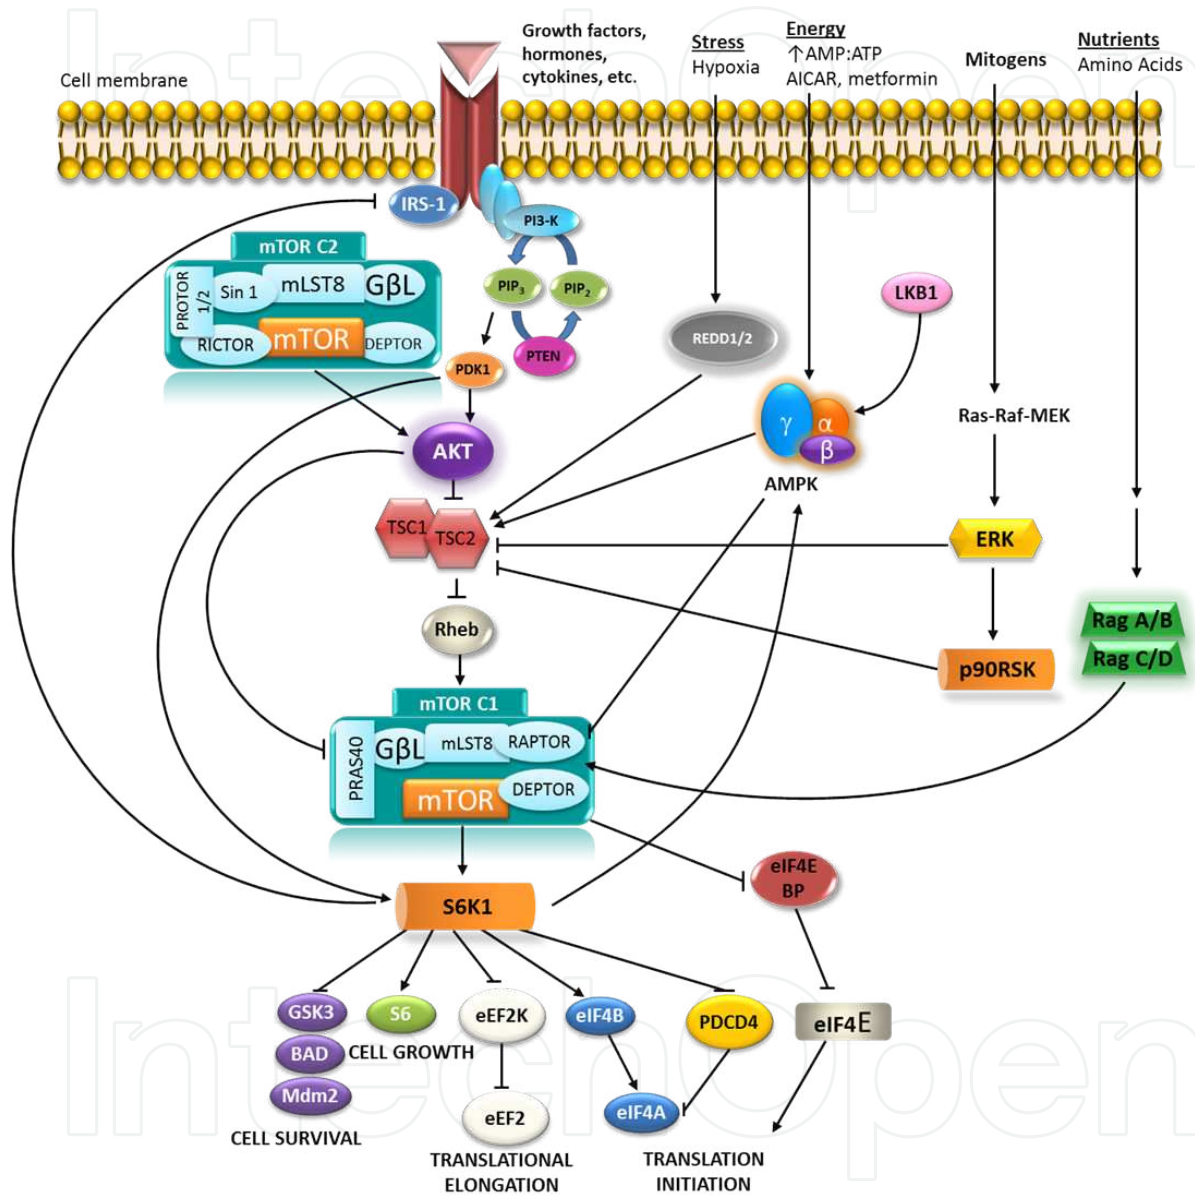 Growth factors,
hormones,
cytokines, etc.
Stress
Hypoxia
Energy
↑AMP:ATP
AICAR, metformin
Mitogens
Nutrients
Amino Acids
Cell membrane
IRS-1
PI3-K
mTOR C2
PROTOR
1/2
Sin 1
mLST8
GβL
RICTOR
mTOR
DEPTOR
PIP3
PIP2
PTEN
PDK1
LKB1
REDD1/2
γ
α
β
AMPK
Ras-Raf-MEK
AKT
TSC1
TSC2
ERK
Rheb
Rag A/B
Rag C/D
p90RSK
mTOR C1
PRAS40
GβL
mLST8
RAPTOR
mTOR
DEPTOR
eIF4E
BP
S6K1
GSK3
BAD
Mdm2
CELL SURVIVAL
S6
CELL GROWTH
eEF2K
eEF2
TRANSLATIONAL
ELONGATION
eIF4B
eIF4A
PDCD4
eIF4E
TRANSLATION
INITIATION
IntechOpen
IntechOpen